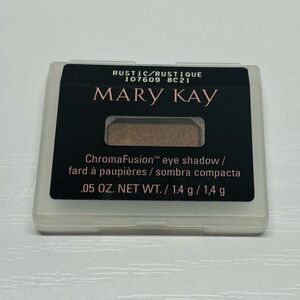 RUSTIC/RUSTIQUE
107609 8C21
MARY KAY
ChromaFusion™ eye shadow /
fard à paupières / sombra compacta
.05 OZ. NET WT. / 1.4 g / 1,4 g